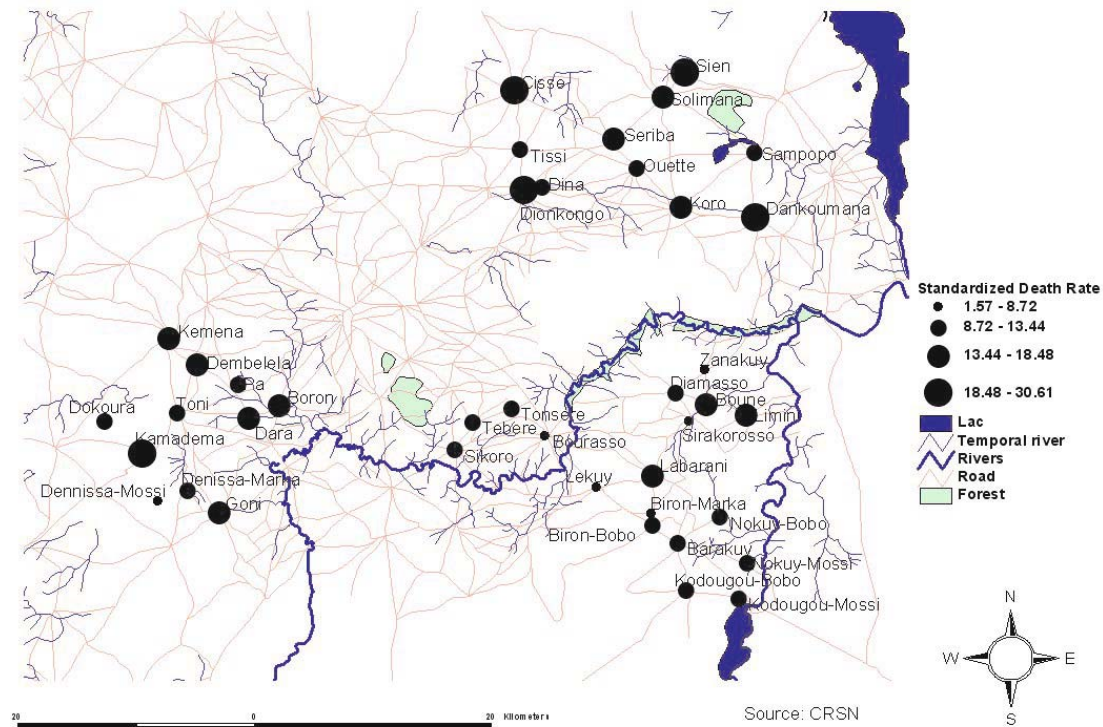 Sien
Cisse
Solimana
Seriba
Tissi
Ouette
Sampopo
Dina
Dionkongo
Koro
Dankoumana
Standardized Death Rate
1.57 - 8.72
8.72 - 13.44
13.44 - 18.48
18.48 - 30.61
Lac
Temporal river
Rivers
Road
Forest
Kemena
Dembelela
Ba
Boron
Dokoura
Toni
Dara
Kamadema
Denissa-Marka
Dennissa-Mossi
Goni
Tonsere
Tebere
Bourasso
Sikoro
Zanakuy
Diamasso
Boune
Limini
Sirakorosso
Labarani
Lekuy
Biron-Marka
Nokuy-Bobo
Biron-Bobo
Barakuy
Nokuy-Mossi
Kodougou-Bobo
Kodougou-Mossi
N
W E
S
20 0 20 Kilometers
Source: CRSN